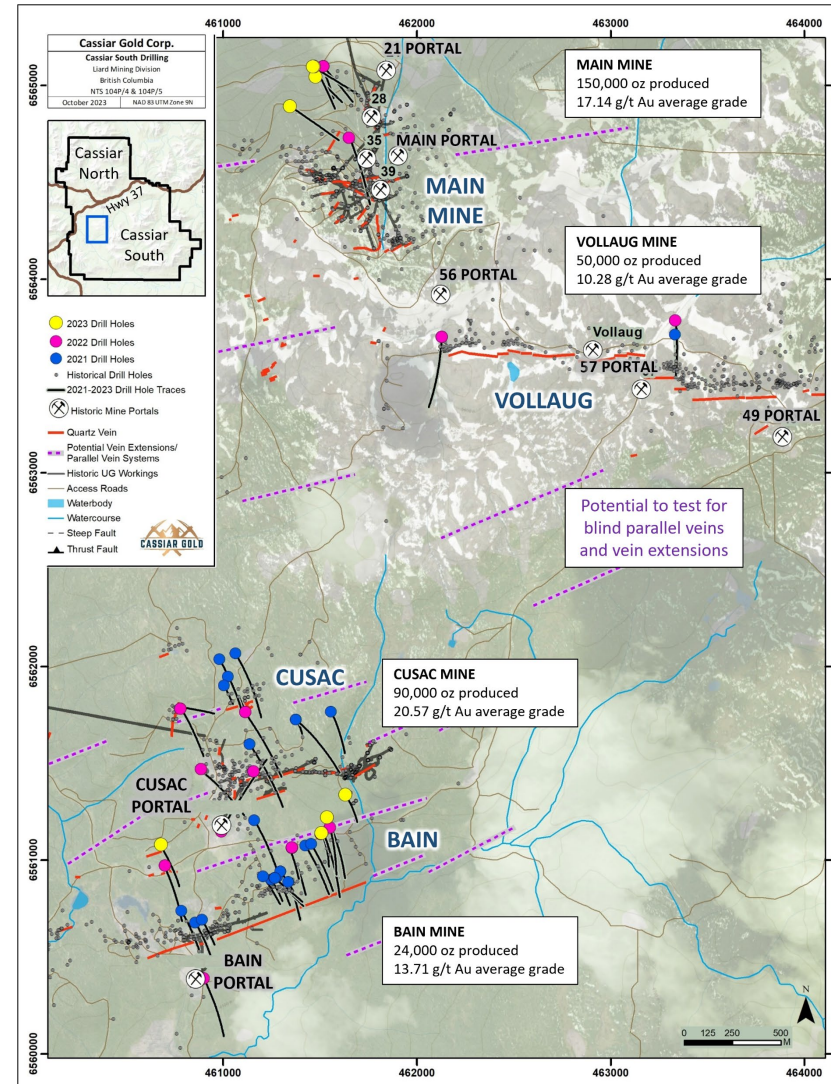 461000
462000
463000
464000
Cassiar Gold Corp.
Cassiar South Drilling
Liard Mining Division
British Columbia
NTS 104P/4 & 104P/5
October 2023
NAD 83 UTM Zone 9N
Cassiar
North
Hwy 37
Cassiar
South
2023 Drill Holes
2022 Drill Holes
2021 Drill Holes
Historical Drill Holes
2021-2023 Drill Hole Traces
Historic Mine Portals
Quartz Vein
Potential Vein Extensions/
Parallel Vein Systems
Historic UG Workings
Access Roads
Waterbody
Watercourse
Steep Fault
Thrust Fault
CASSIAR GOLD
6565000
6564000
6563000
6562000
6561000
6560000
21 PORTAL
28
35
MAIN PORTAL
39
MAIN
MINE
MAIN MINE
150,000 oz produced
17.14 g/t Au average grade
56 PORTAL
VOLLAUG MINE
50,000 oz produced
10.28 g/t Au average grade
Vollaug
57 PORTAL
VOLLAUG
49 PORTAL
Potential to test for
blind parallel veins
and vein extensions
CUSAC
CUSAC MINE
90,000 oz produced
20.57 g/t Au average grade
CUSAC
PORTAL
BAIN
BAIN MINE
24,000 oz produced
13.71 g/t Au average grade
BAIN
PORTAL
N
0 125 250 500
M
461000
462000
463000
464000